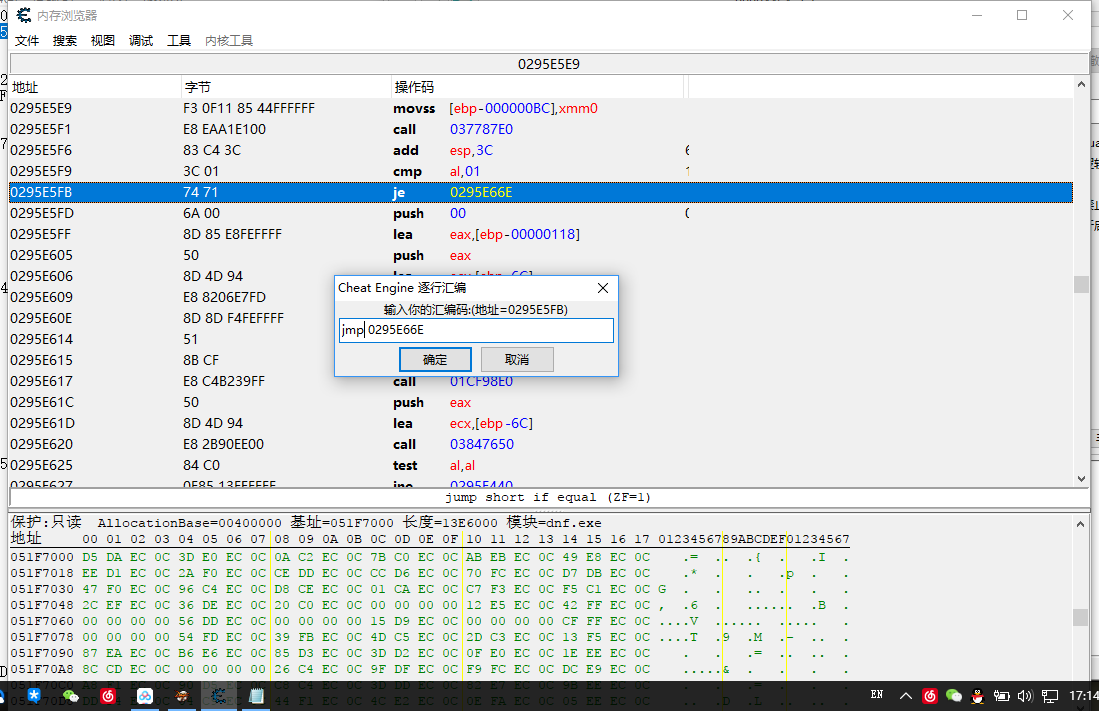 内存浏览器
文件 搜索 视图 调试 工具 内核工具
0295E5E9
地址 字节 操作码
0295E5E9 F3 0F11 85 44FFFFFF movss [ebp-000000BC],xmm0
0295E5F1 E8 EAA1E100 call 037787E0
0295E5F6 83 C4 3C add esp,3C
0295E5F9 3C 01 cmp al,01
0295E5FB 74 71 je 0295E66E
0295E5FD 6A 00 push 00
0295E5FF 8D 85 E8FEFFFF lea eax,[ebp-00000118]
0295E605 50 push eax
0295E606 8D 4D 94
0295E609 E8 8206E7FD
0295E60E 8D 8D F4FEFFFF
0295E614 51
0295E615 8B CF
0295E617 E8 C4B239FF call 01CF98E0
0295E61C 50 push eax
0295E61D 8D 4D 94 lea ecx,[ebp-6C]
0295E620 E8 2B90EE00 call 03847650
0295E625 84 C0 test al,al
Cheat Engine 逐行汇编
输入你的汇编码:(地址=0295E5FB)
jmp 0295E66E
确定 取消
jump short if equal (ZF=1)
保护:只读 AllocationBase=00400000 基址=051F7000 长度=13E6000 模块=dnf.exe
地址 00 01 02 03 04 05 06 07 08 09 0A 0B 0C 0D 0E 0F 10 11 12 13 14 15 16 17 0123456789ABCDEF01234567
051F7000 D5 DA EC 0C 3D E0 EC 0C 0A C2 EC 0C 7B C0 EC 0C AB EB EC 0C 49 E8 EC 0C
051F7018 EE D1 EC 0C 2A F0 EC 0C CE DD EC 0C CC D6 EC 0C 70 FC EC 0C D7 DB EC 0C
051F7030 47 F0 EC 0C 96 C4 EC 0C D8 CE EC 0C 01 CA EC 0C C7 F3 EC 0C F5 C1 EC 0C
051F7048 2C EF EC 0C 36 DE EC 0C 20 C0 EC 0C 00 00 00 00 12 E5 EC 0C 42 FF EC 0C
051F7060 00 00 00 00 56 DD EC 0C 00 00 00 00 15 D9 EC 0C 00 00 00 00 CF FF EC 0C
051F7078 00 00 00 00 54 FD EC 0C 39 FB EC 0C 4D C5 EC 0C 2D C3 EC 0C 13 F5 EC 0C
051F7090 87 EA EC 0C B6 E6 EC 0C 85 D3 EC 0C 3D D2 EC 0C 0F E0 EC 0C 1E EE EC 0C
051F70A8 8C CD EC 0C 00 00 00 00 26 C4 EC 0C 9F DF EC 0C F9 FC EC 0C DC E9 EC 0C
EN 17:14